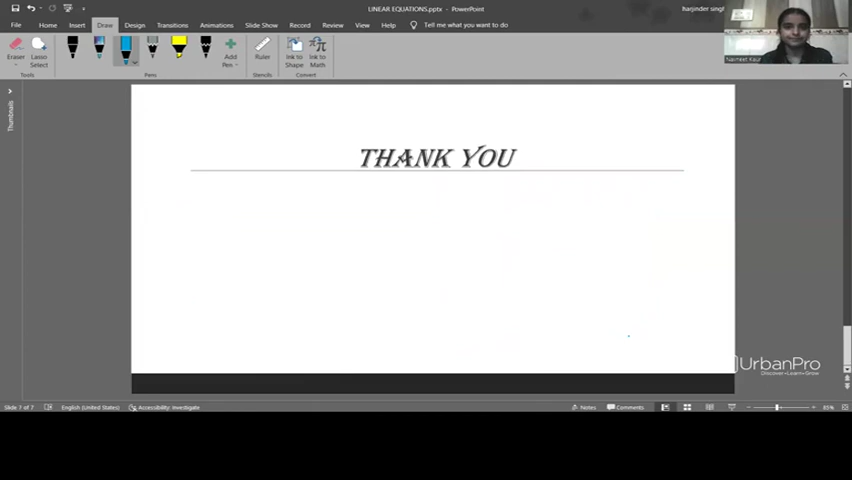 LINEAR EQUATIONS.pptx - PowerPoint
harjinder singh
File Home Insert Draw Design Transitions Animations Slide Show Record Review View Help Tell me what you want to do
Eraser
Lasso Select
Add Pen
Ruler
Ink to Shape
Ink to Math
Tools
Pens
Stencils
Convert
Navneet Kaur
Thumbnails
THANK YOU
UrbanPro
Discover • Learn • Grow
Slide 7 of 7 English (United States) Accessibility: Investigate Notes Comments 85%